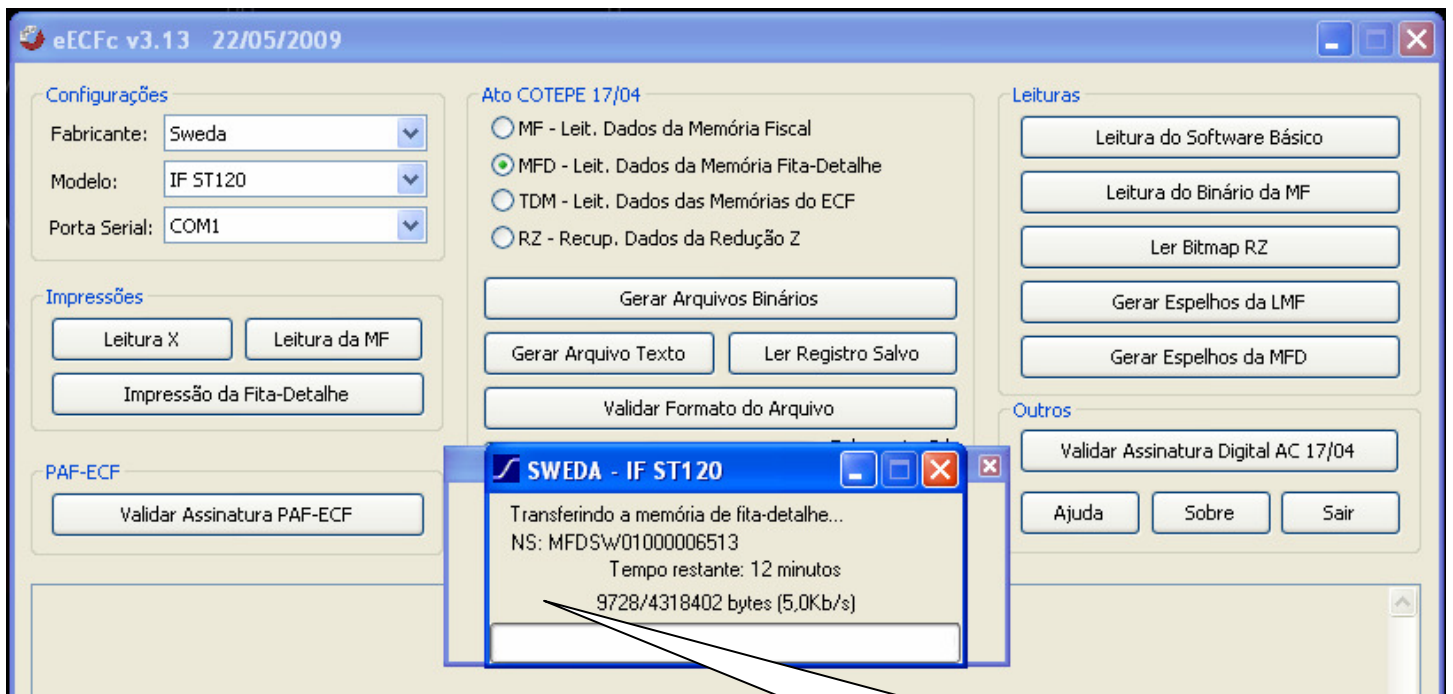 eECFc v3.13 22/05/2009
Configurações
Fabricante: Sweda
Modelo: IF ST120
Porta Serial: COM1
Impressões
Leitura X
Leitura da MF
Impressão da Fita-Detalhe
PAF-ECF
Validar Assinatura PAF-ECF
Ato COTEPE 17/04
MF - Leit. Dados da Memória Fiscal
MFD - Leit. Dados da Memória Fita-Detalhe
TDM - Leit. Dados das Memórias do ECF
RZ - Recup. Dados da Redução Z
Gerar Arquivos Binários
Gerar Arquivo Texto
Ler Registro Salvo
Validar Formato do Arquivo
SWEDA - IF ST120
Transferindo a memória de fita-detalhe...
NS: MFDSW01000006513
Tempo restante: 12 minutos
9728/4318402 bytes (5,0Kb/s)
Leituras
Leitura do Software Básico
Leitura do Binário da MF
Ler Bitmap RZ
Gerar Espelhos da LMF
Gerar Espelhos da MFD
Outros
Validar Assinatura Digital AC 17/04
Ajuda
Sobre
Sair